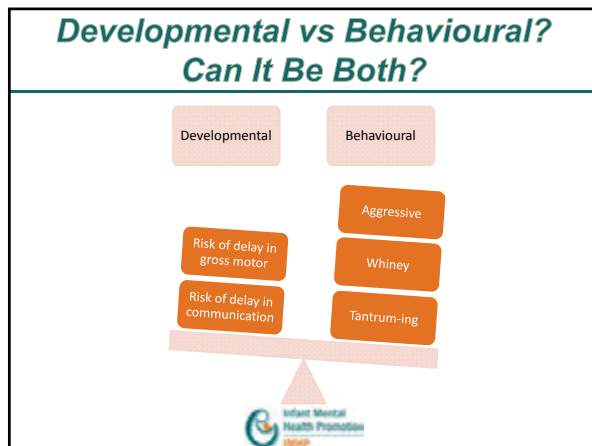 Developmental vs Behavioural?
Can It Be Both?
Developmental
Behavioural
Risk of delay in
gross motor
Risk of delay in
communication
Aggressive
Whiney
Tantrum-ing
Infant Mental
Health Promotion
IMHP